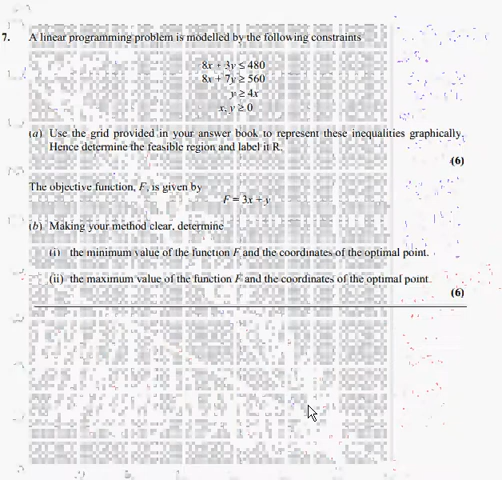 7. A linear programming problem is modelled by the following constraints
8x + 3y ≤ 480
8x + 7y ≥ 560
y ≥ 4x
x, y ≥ 0
(a) Use the grid provided in your answer book to represent these inequalities graphically.
Hence determine the feasible region and label it R.
(6)
The objective function, F, is given by
F = 3x + y
(b) Making your method clear, determine
(i) the minimum value of the function F and the coordinates of the optimal point.
(ii) the maximum value of the function F and the coordinates of the optimal point.
(6)